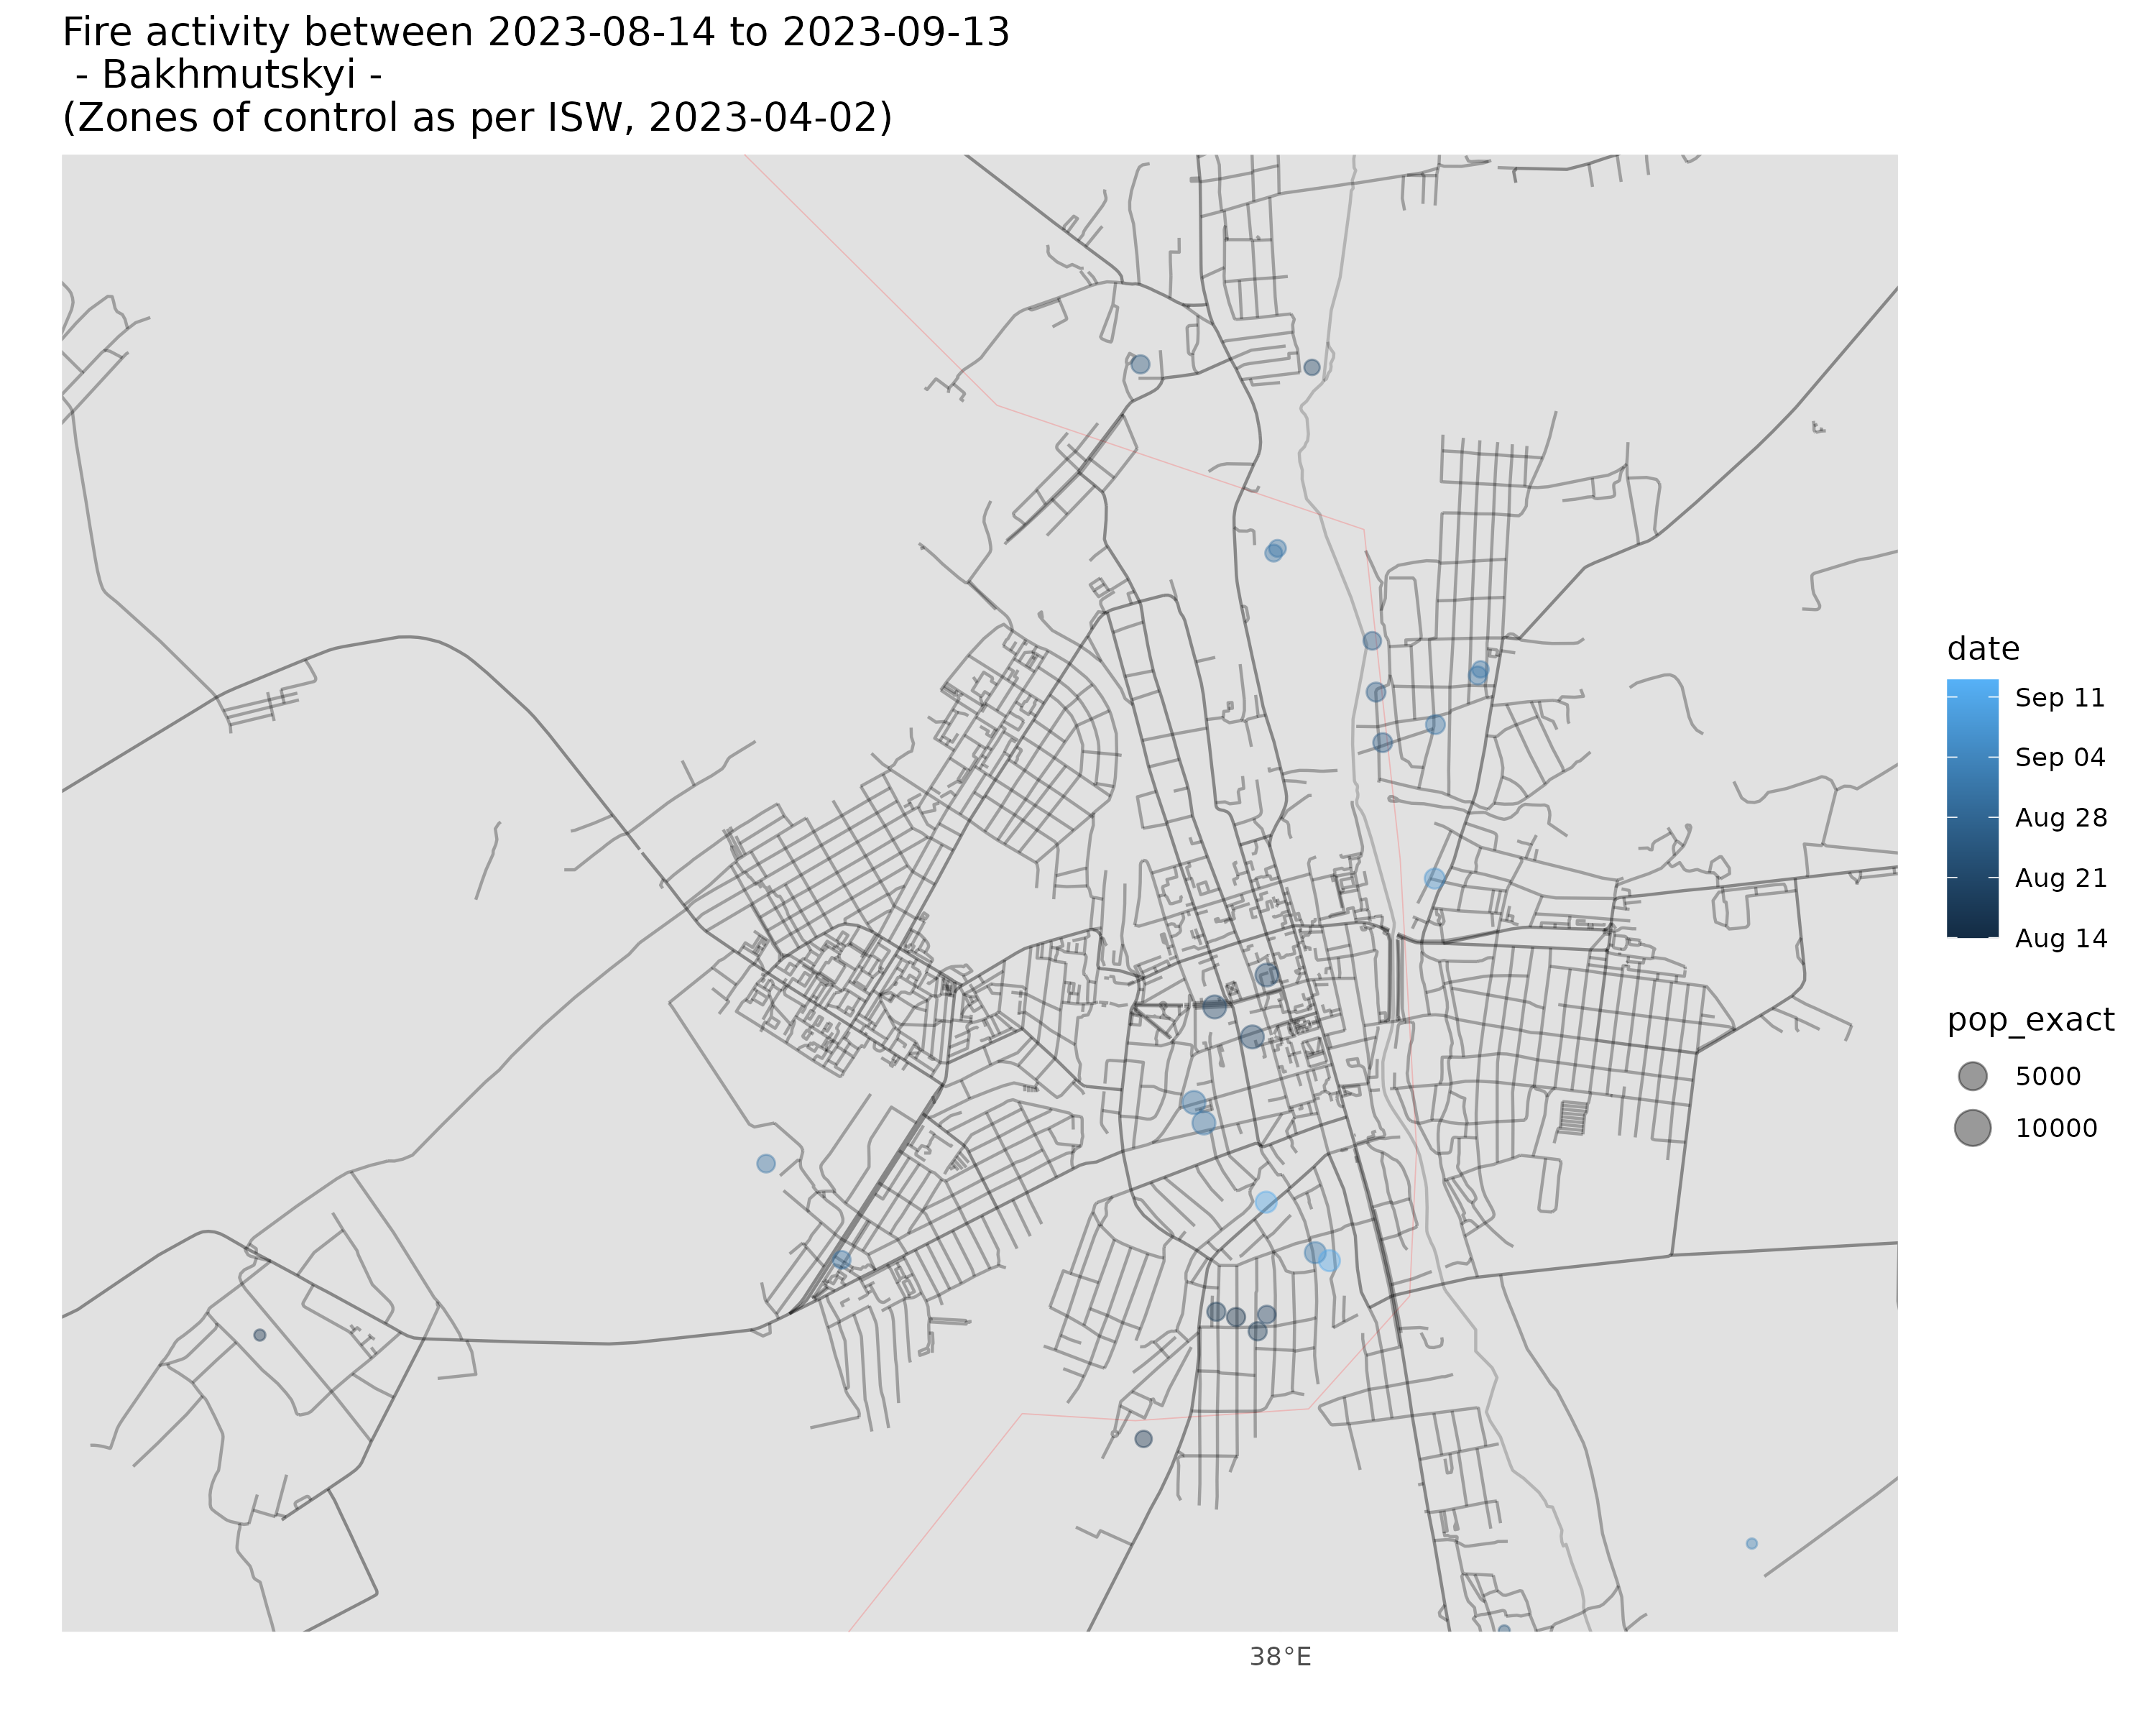 Fire activity between 2023-08-14 to 2023-09-13
- Bakhmutskyi -
(Zones of control as per ISW, 2023-04-02)
date
Sep 11
Sep 04
Aug 28
Aug 21
Aug 14
pop_exact
5000
10000
38°E